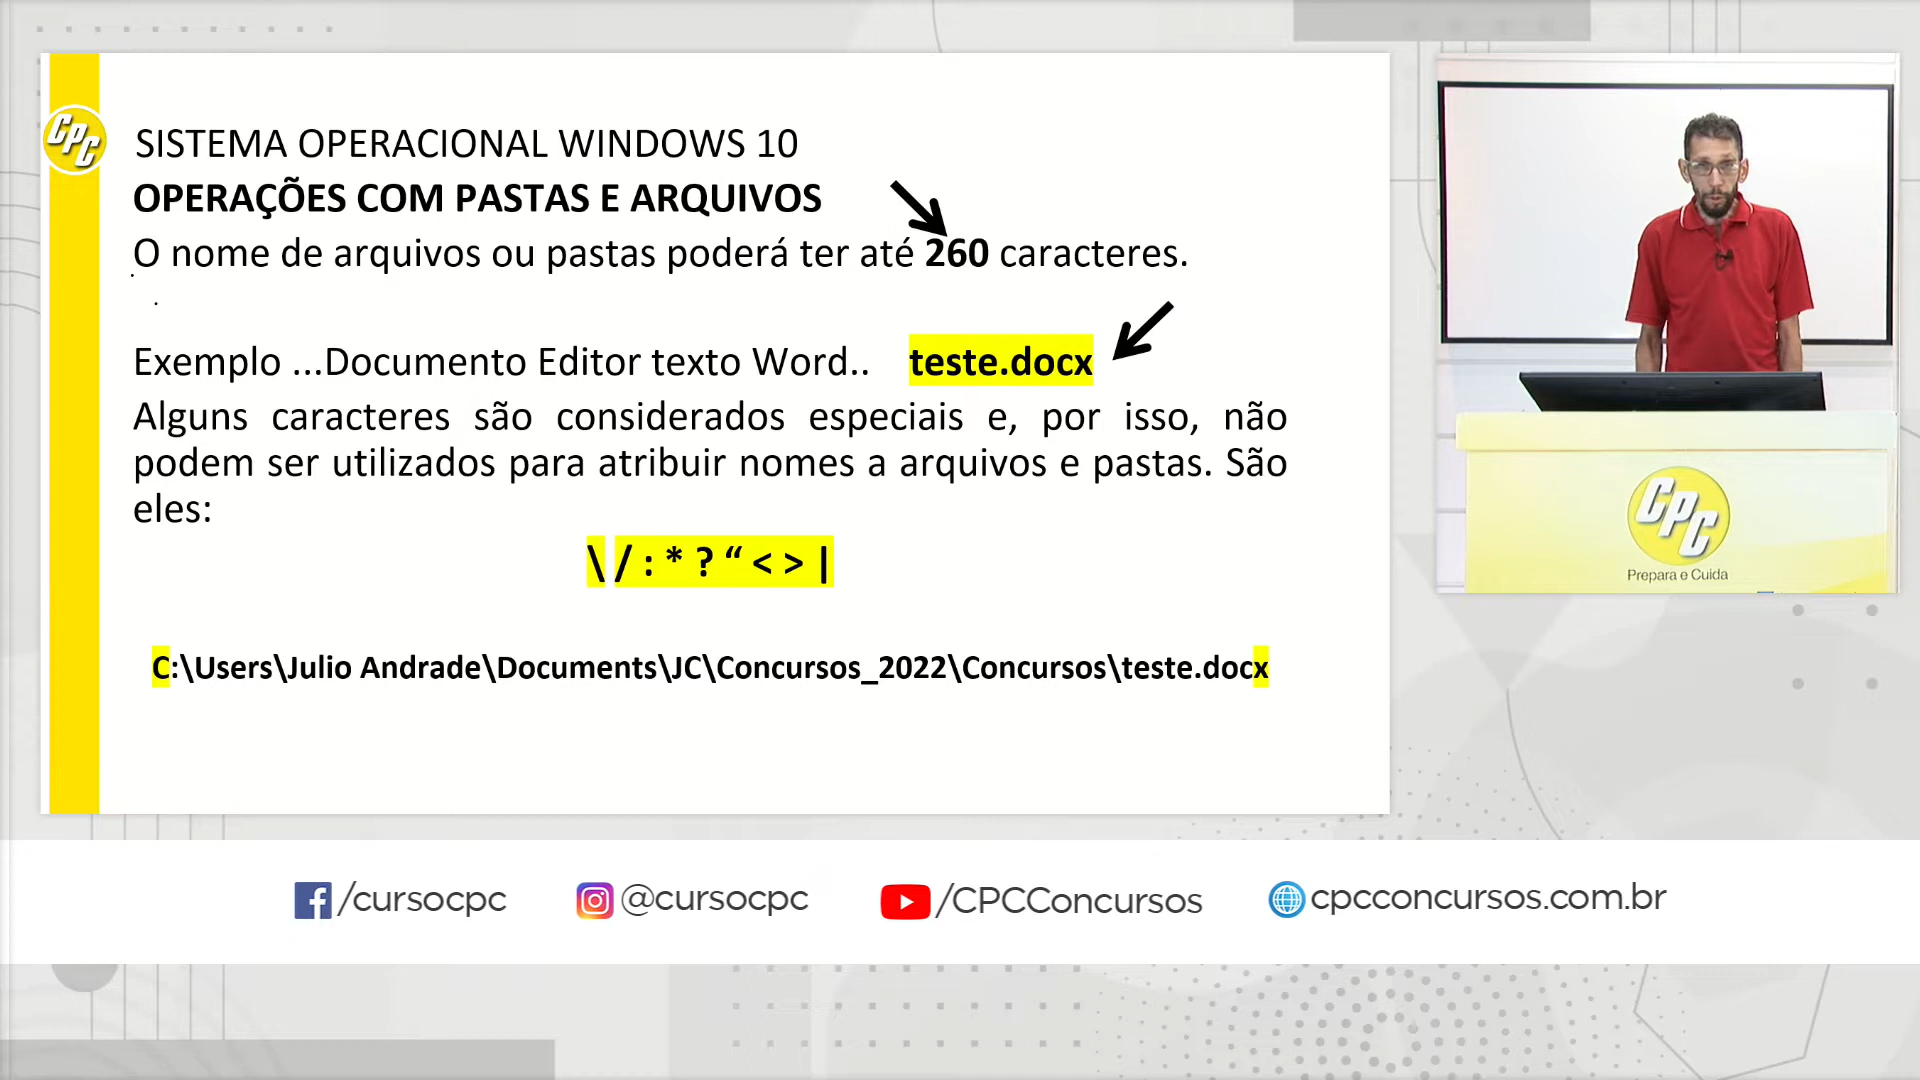 CPC
SISTEMA OPERACIONAL WINDOWS 10
OPERAÇÕES COM PASTAS E ARQUIVOS
O nome de arquivos ou pastas poderá ter até 260 caracteres.
Exemplo ...Documento Editor texto Word.. teste.docx
Alguns caracteres são considerados especiais e, por isso, não
podem ser utilizados para atribuir nomes a arquivos e pastas. São
eles:
\ / : * ? “ < > |
C:\Users\Julio Andrade\Documents\JC\Concursos_2022\Concursos\teste.docx
CPC
Prepara e Cuida
/cursocpc @cursocpc /CPCConcursos cpcconcursos.com.br